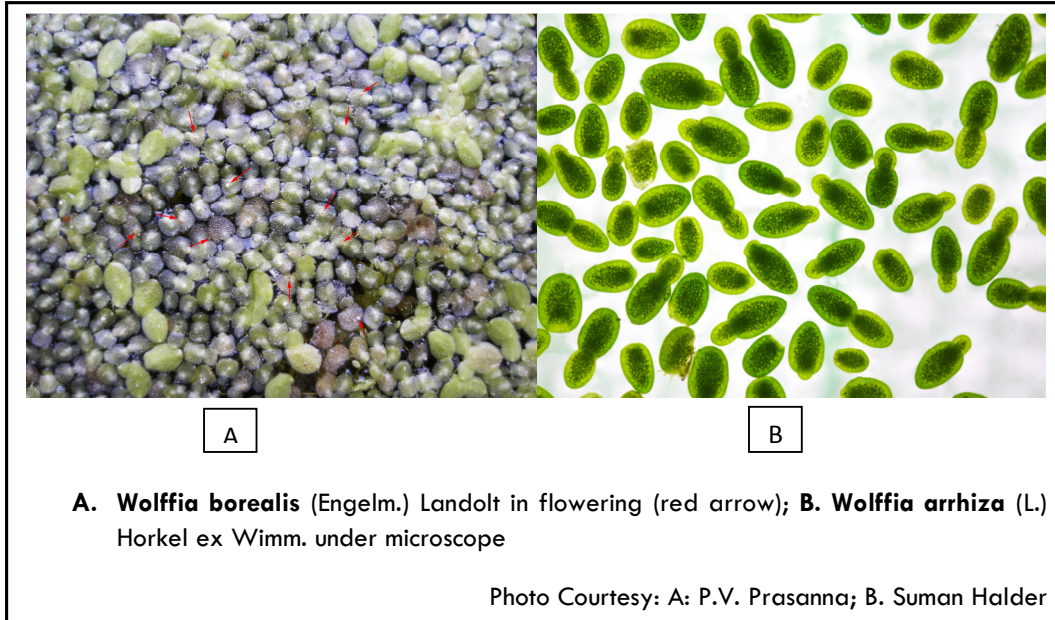 A
B
A. Wolffia borealis (Engelm.) Landolt in flowering (red arrow); B. Wolffia arrhiza (L.)
Horkel ex Wimm. under microscope
Photo Courtesy: A: P.V. Prasanna; B. Suman Halder